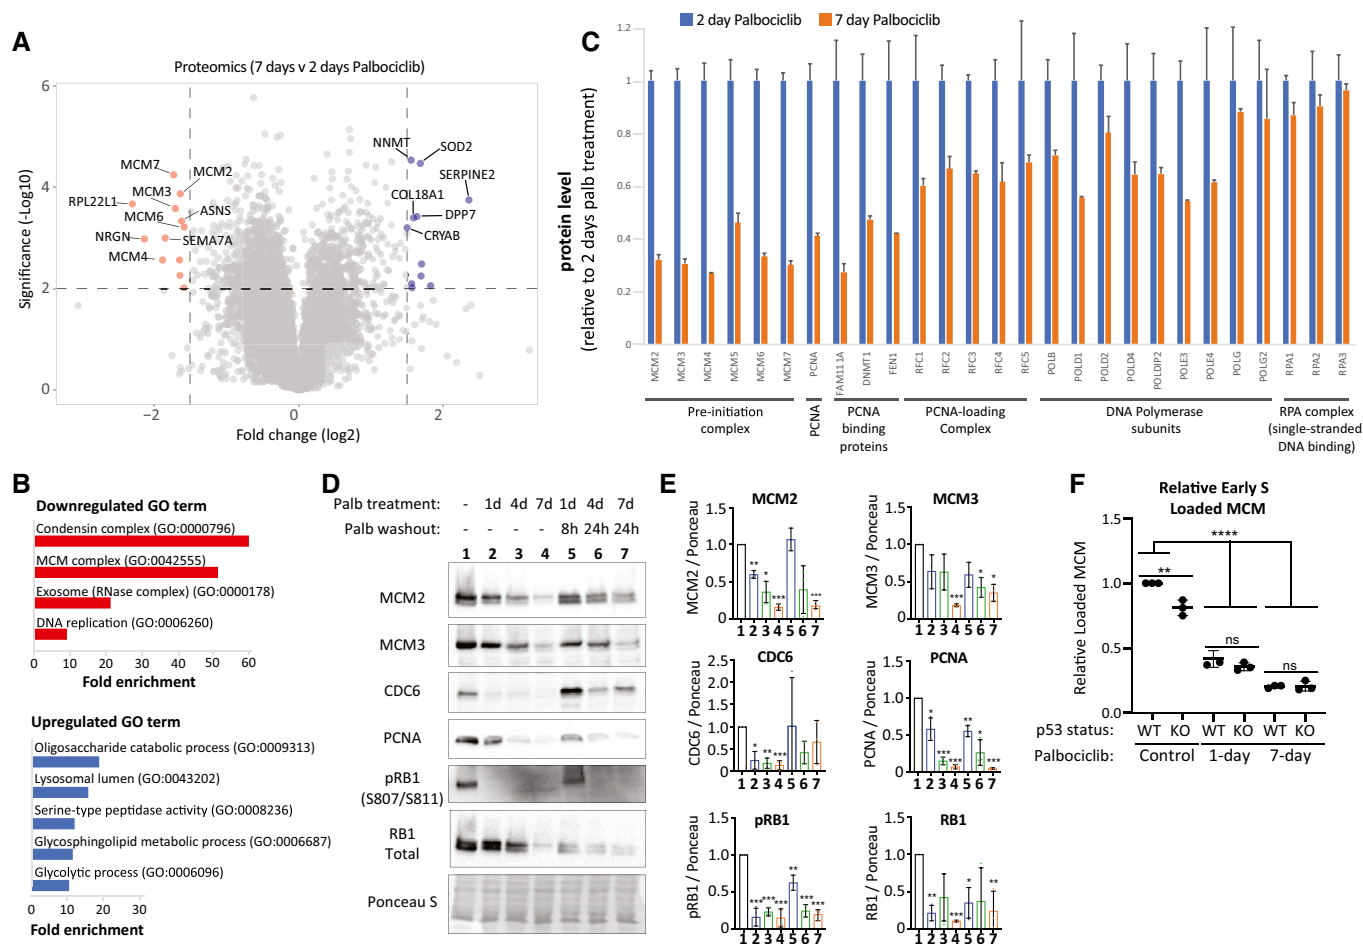 A
Proteomics (7 days v 2 days Palbociclib)
Significance (-Log10)
6
4
2
0
−2
0
2
Fold change (log2)
MCM7
MCM2
MCM3
RPL22L1
MCM6
ASNS
NRGN
SEMA7A
MCM4
NNMT
SOD2
SERPINE2
COL18A1
DPP7
CRYAB
C
2 day Palbociclib
7 day Palbociclib
protein level
(relative to 2 days palb treatment)
1.2
1
0.8
0.6
0.4
0.2
0
MCM2
MCM3
MCM4
MCM5
MCM6
MCM7
PCNA
FAM111A
DNMT1
FEN1
RFC1
RFC2
RFC3
RFC4
RFC5
POLB
POLD1
POLD2
POLD4
POLDIP2
POLE3
POLE4
POLG
POLG2
RPA1
RPA2
RPA3
Pre-initiation
complex
PCNA
PCNA
binding
proteins
PCNA-loading
Complex
DNA Polymerase
subunits
RPA complex
(single-stranded
DNA binding)
B
Downregulated GO term
Condensin complex (GO:0000796)
MCM complex (GO:0042555)
Exosome (RNase complex) (GO:0000178)
DNA replication (GO:0006260)
0 10 20 30 40 50 60
Fold enrichment
Upregulated GO term
Oligosaccharide catabolic process (GO:0009313)
Lysosomal lumen (GO:0043202)
Serine-type peptidase activity (GO:0008236)
Glycosphingolipid metabolic process (GO:0006687)
Glycolytic process (GO:0006096)
0 10 20 30
Fold enrichment
D
Palb treatment: - 1d 4d 7d 1d 4d 7d
Palb washout: - - - - 8h 24h 24h
1 2 3 4 5 6 7
MCM2
MCM3
CDC6
PCNA
pRB1
(S807/S811)
RB1
Total
Ponceau S
E
MCM2
MCM2 / Ponceau
1.5
1.0
0.5
0
** * *** ***
1 2 3 4 5 6 7
MCM3
MCM3 / Ponceau
1.5
1.0
0.5
0
*** * *
1 2 3 4 5 6 7
CDC6
CDC6 / Ponceau
2.5
2.0
1.5
1.0
0.5
0
* ** ***
1 2 3 4 5 6 7
PCNA
PCNA / Ponceau
1.5
1.0
0.5
0
* *** *** ** * ***
1 2 3 4 5 6 7
pRB1
pRB1 / Ponceau
1.5
1.0
0.5
0
*** *** *** ** *** ***
1 2 3 4 5 6 7
RB1
RB1 / Ponceau
1.5
1.0
0.5
0
** *** * **
1 2 3 4 5 6 7
F
Relative Early S
Loaded MCM
Relative Loaded MCM
1.5
1.0
0.5
0.0
****
**
ns
ns
p53 status: WT KO WT KO WT KO
Palbociclib: Control 1-day 7-day